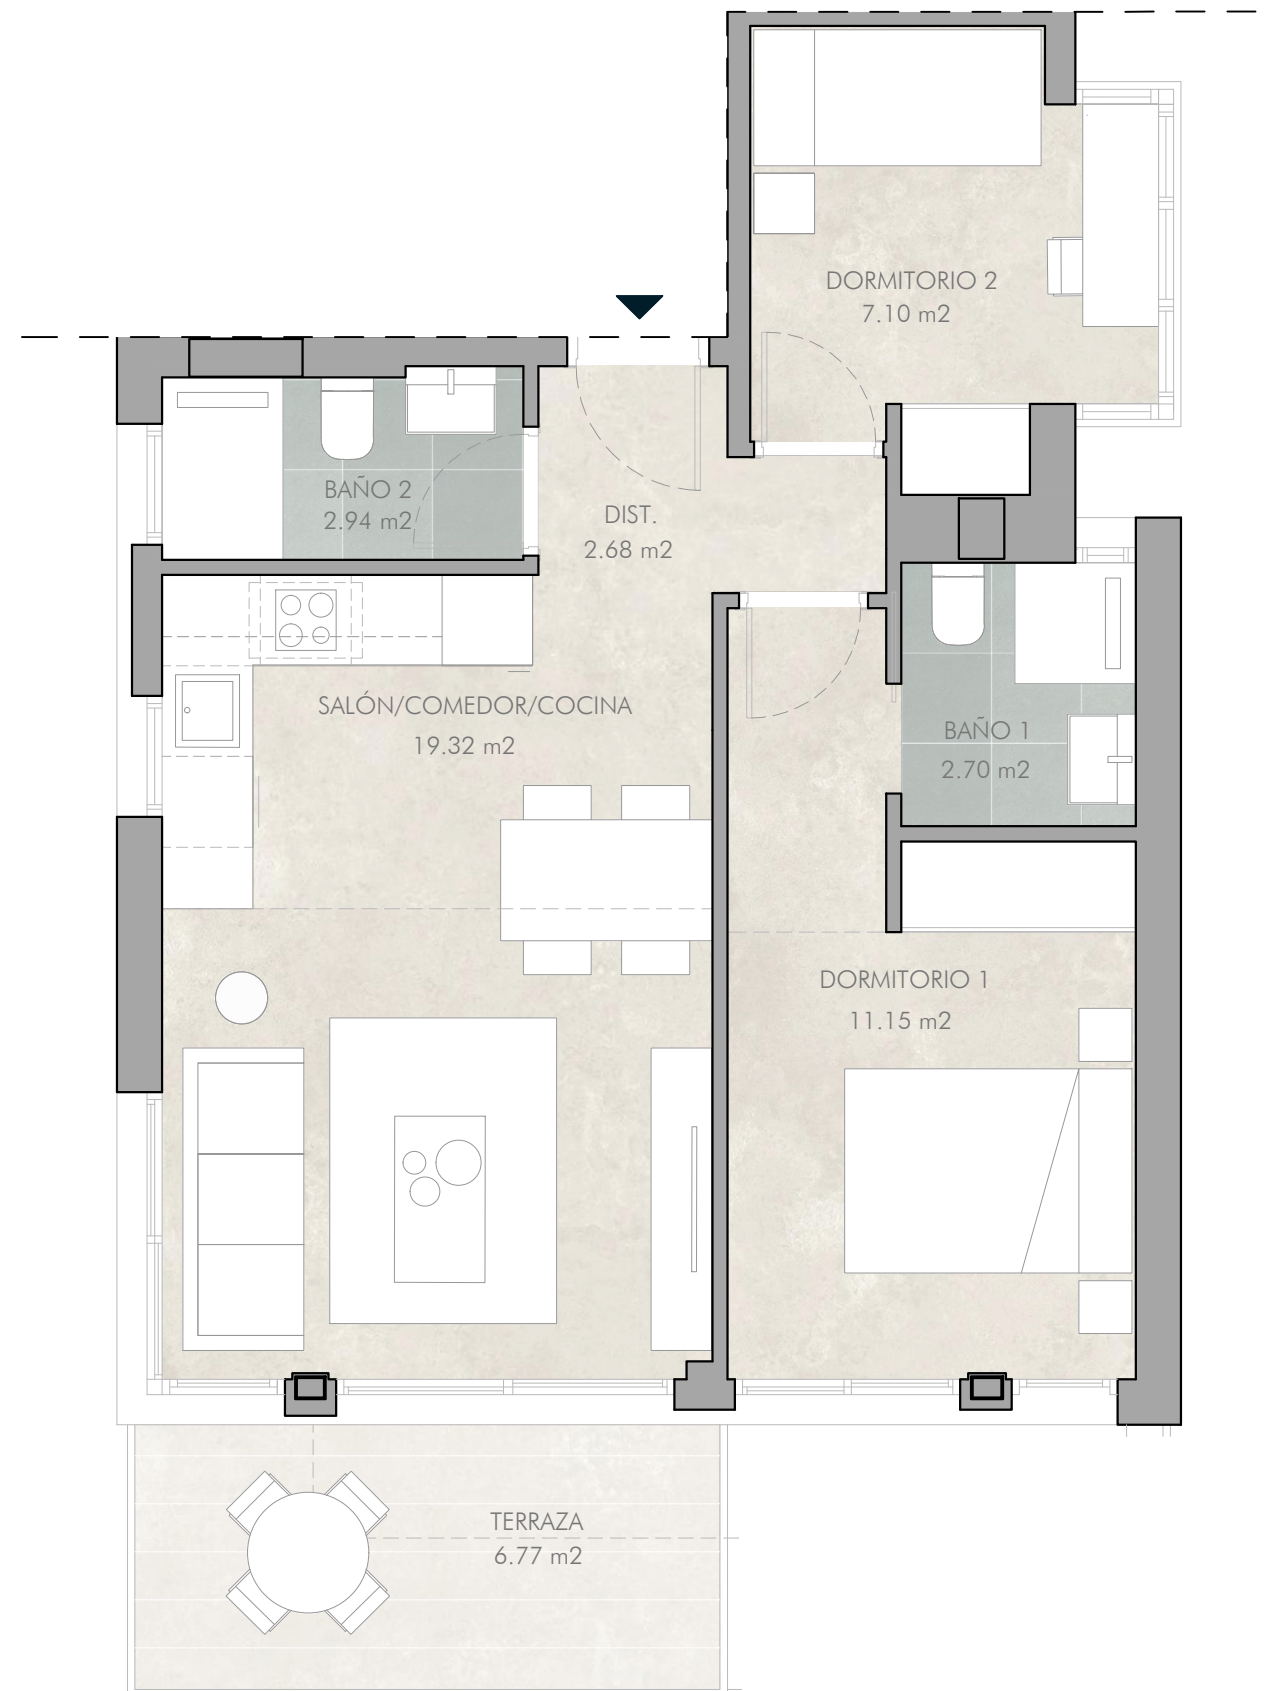 DORMITORIO 2
7.10 m2
BAÑO 2
2.94 m2
DIST.
2.68 m2
SALÓN/COMEDOR/COCINA
19.32 m2
BAÑO 1
2.70 m2
DORMITORIO 1
11.15 m2
TERRAZA
6.77 m2